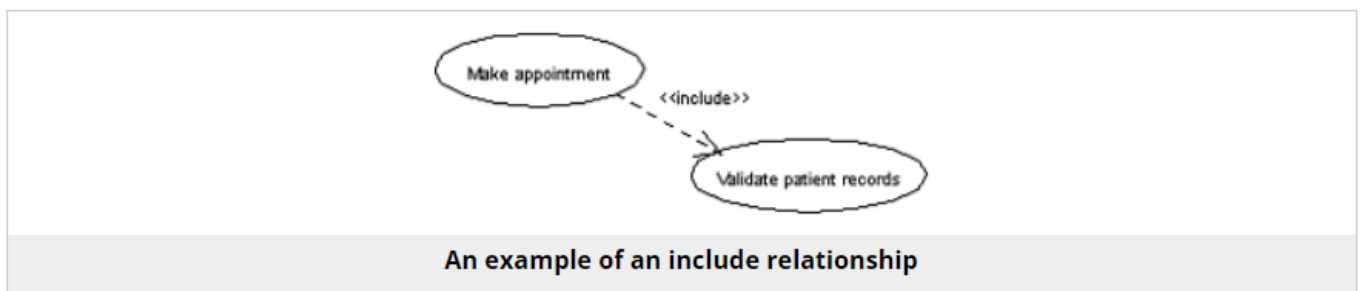 Make appointment
<<include>>
Validate patient records
An example of an include relationship